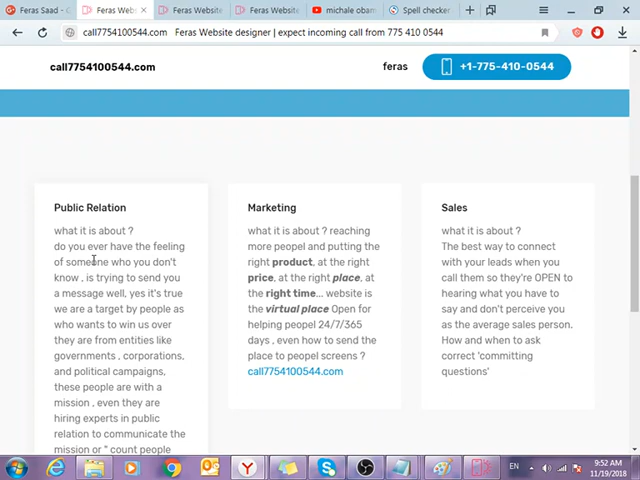 Feras Saad - C
Feras Webs
Feras Website
Feras Website
michale obam
Spell checker
call7754100544.com Feras Website designer | expect incoming call from 775 410 0544
call7754100544.com
feras
+1-775-410-0544
Public Relation
what it is about ?
do you ever have the feeling
of someone who you don't
know , is trying to send you
a message well, yes it's true
we are a target by people as
who wants to win us over
they are from entities like
governments , corporations,
and political campaigns,
these people are with a
mission , even they are
hiring experts in public
relation to communicate the
mission or " count people
Marketing
what it is about ? reaching
more peopel and putting the
right product, at the right
price, at the right place, at
the right time... website is
the virtual place Open for
helping peopel 24/7/365
days , even how to send the
place to peopel screens ?
call7754100544.com
Sales
what it is about ?
The best way to connect
with your leads when you
call them so they're OPEN to
hearing what you have to
say and don't perceive you
as the average sales person.
How and when to ask
correct 'committing
questions'
EN
9:52 AM
11/19/2018